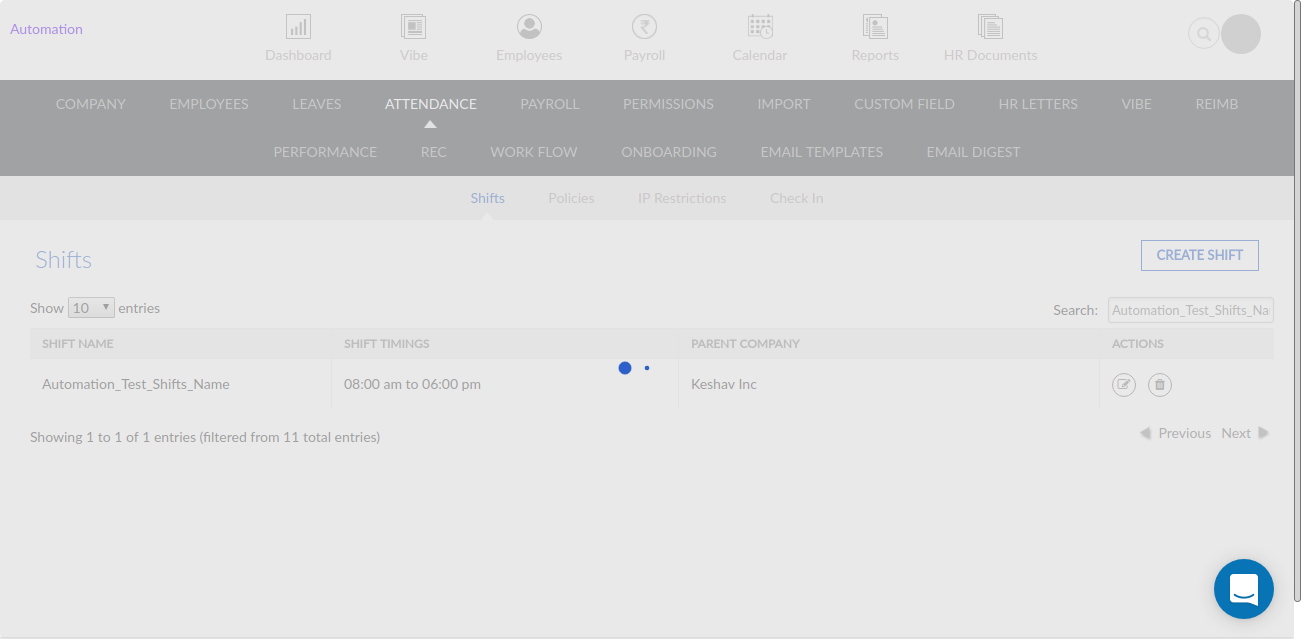 Automation
Dashboard Vibe Employees Payroll Calendar Reports HR Documents
COMPANY EMPLOYEES LEAVES ATTENDANCE PAYROLL PERMISSIONS IMPORT CUSTOM FIELD HR LETTERS VIBE REIMB
PERFORMANCE REC WORK FLOW ONBOARDING EMAIL TEMPLATES EMAIL DIGEST
Shifts Policies IP Restrictions Check In
Shifts CREATE SHIFT
Show 10 entries Search: Automation_Test_Shifts_Na
SHIFT NAME SHIFT TIMINGS PARENT COMPANY ACTIONS
Automation_Test_Shifts_Name 08:00 am to 06:00 pm Keshav Inc
Showing 1 to 1 of 1 entries (filtered from 11 total entries) Previous Next